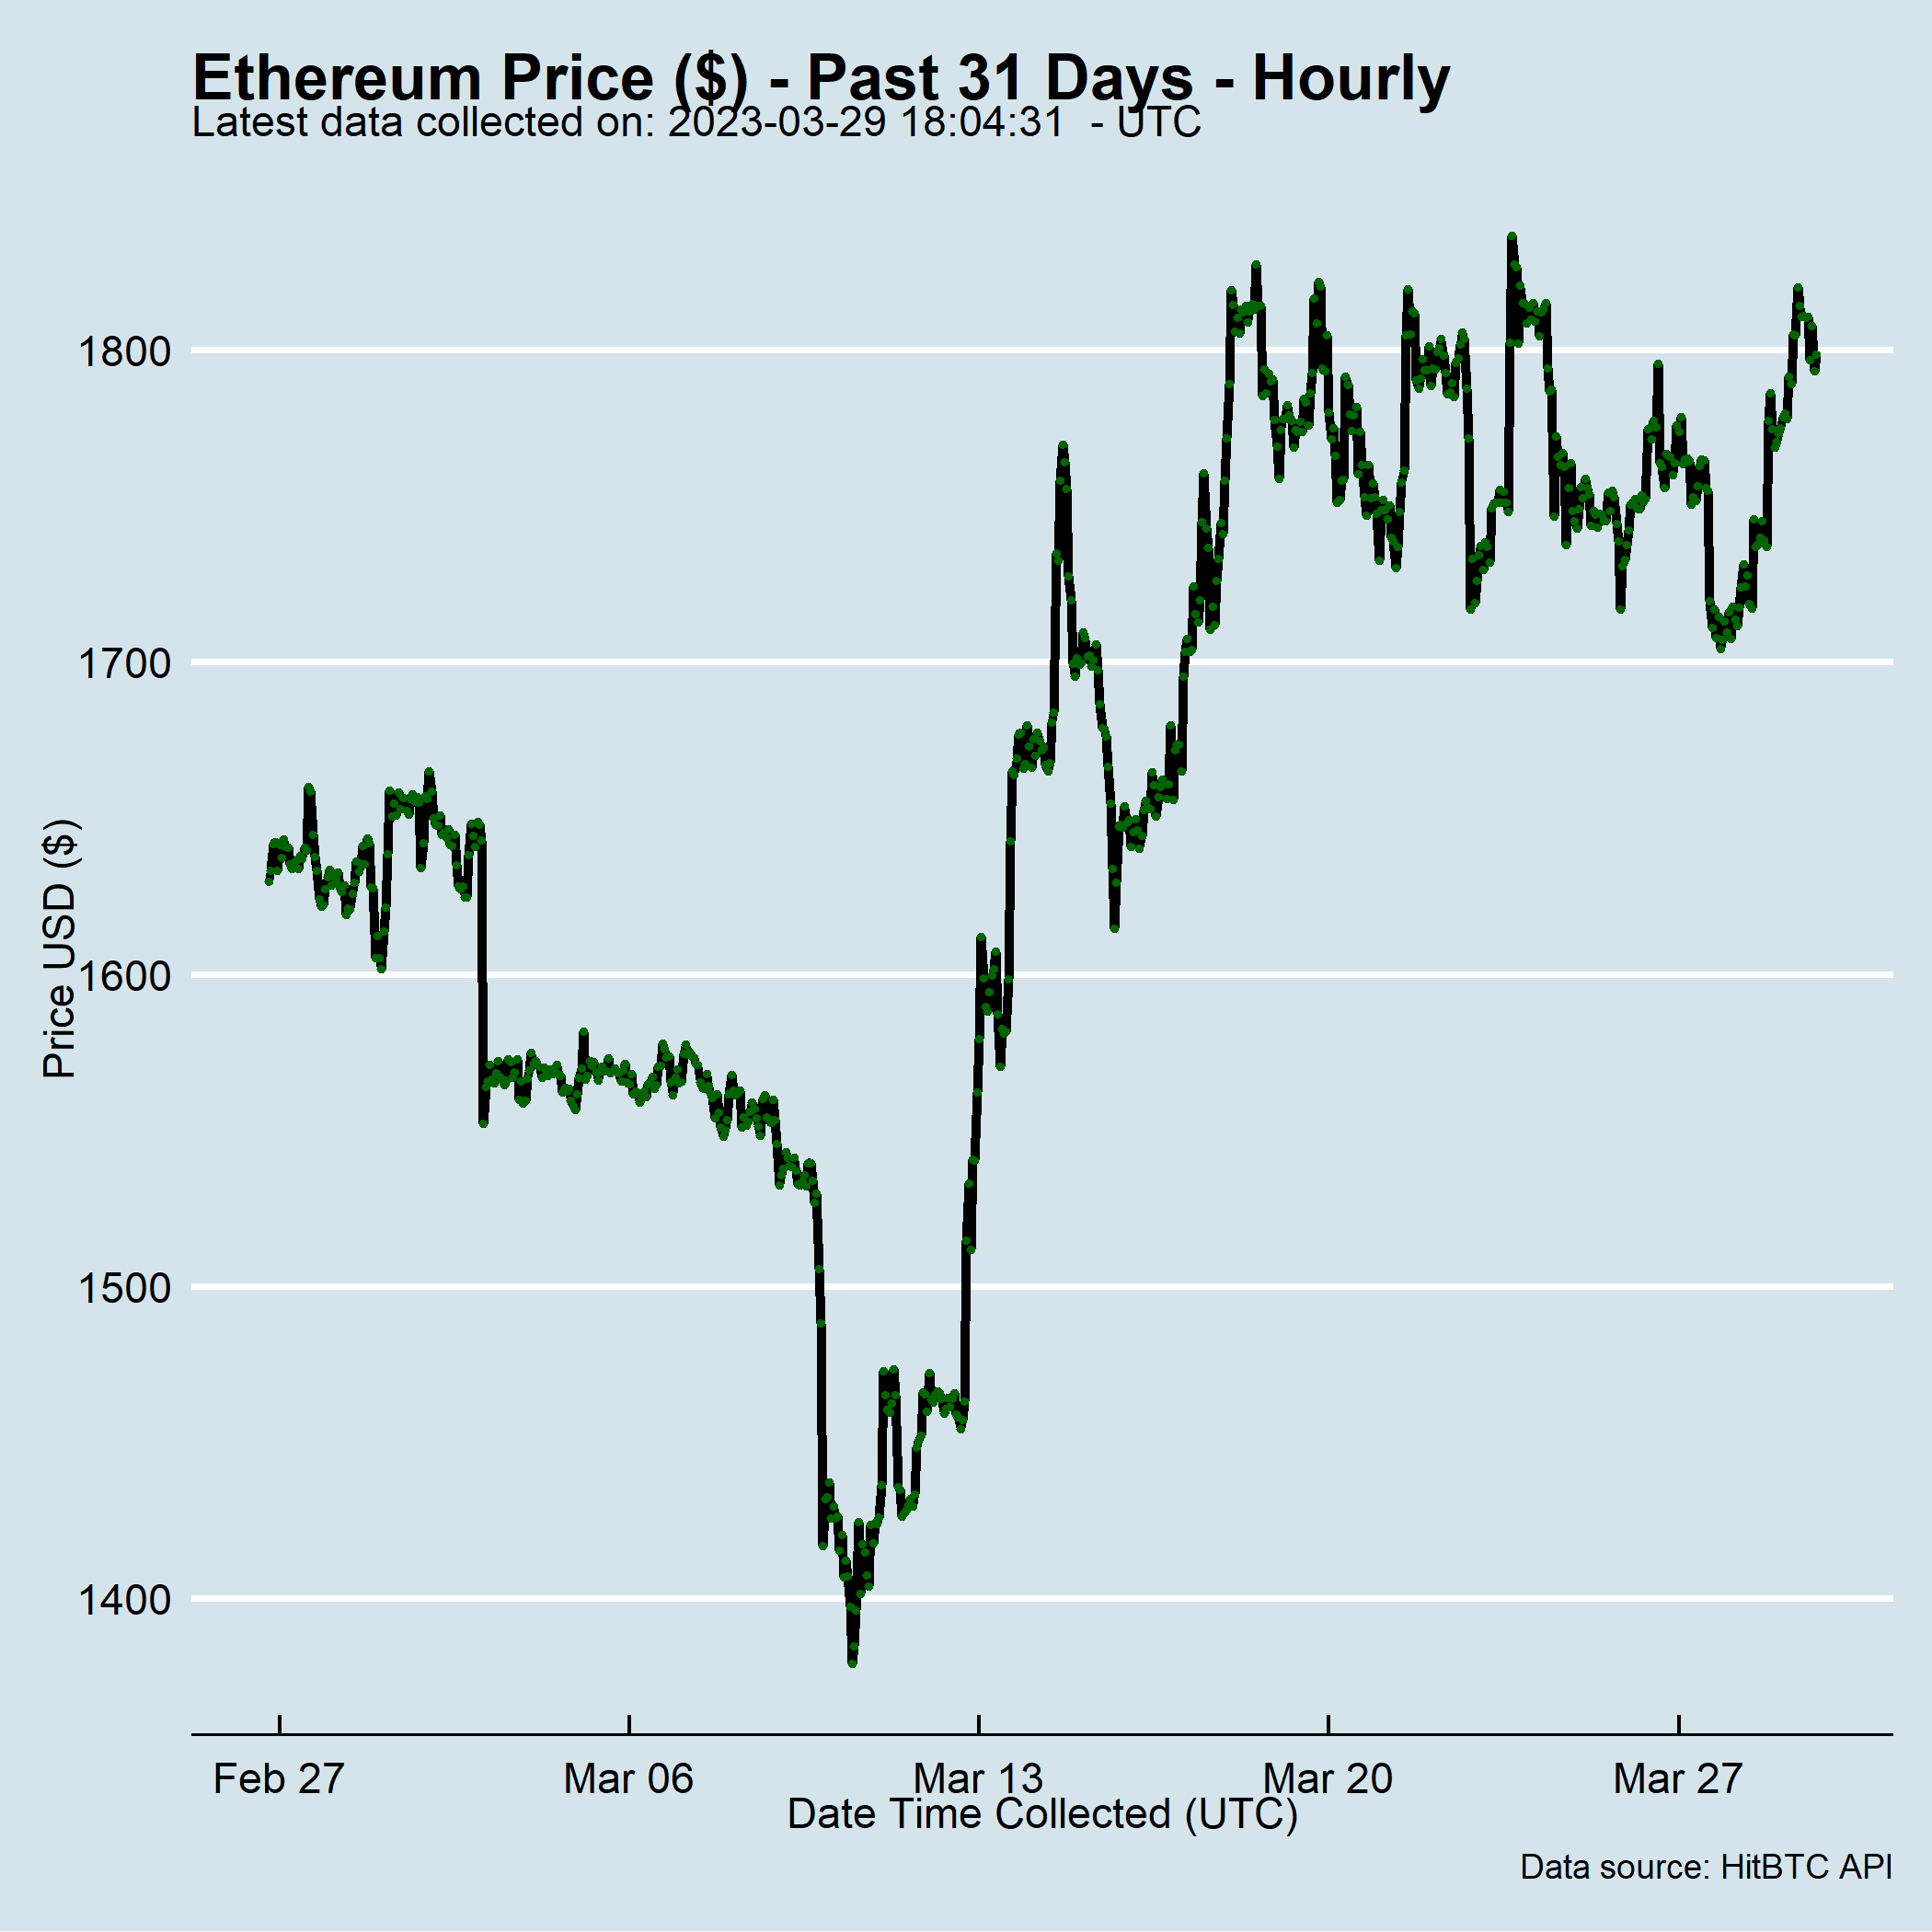 Ethereum Price ($) - Past 31 Days - Hourly
Latest data collected on: 2023-03-29 18:04:31  - UTC
Price USD ($)
1800
1700
1600
1500
1400
Feb 27 Mar 06 Mar 13 Mar 20 Mar 27
Date Time Collected (UTC)
Data source: HitBTC API